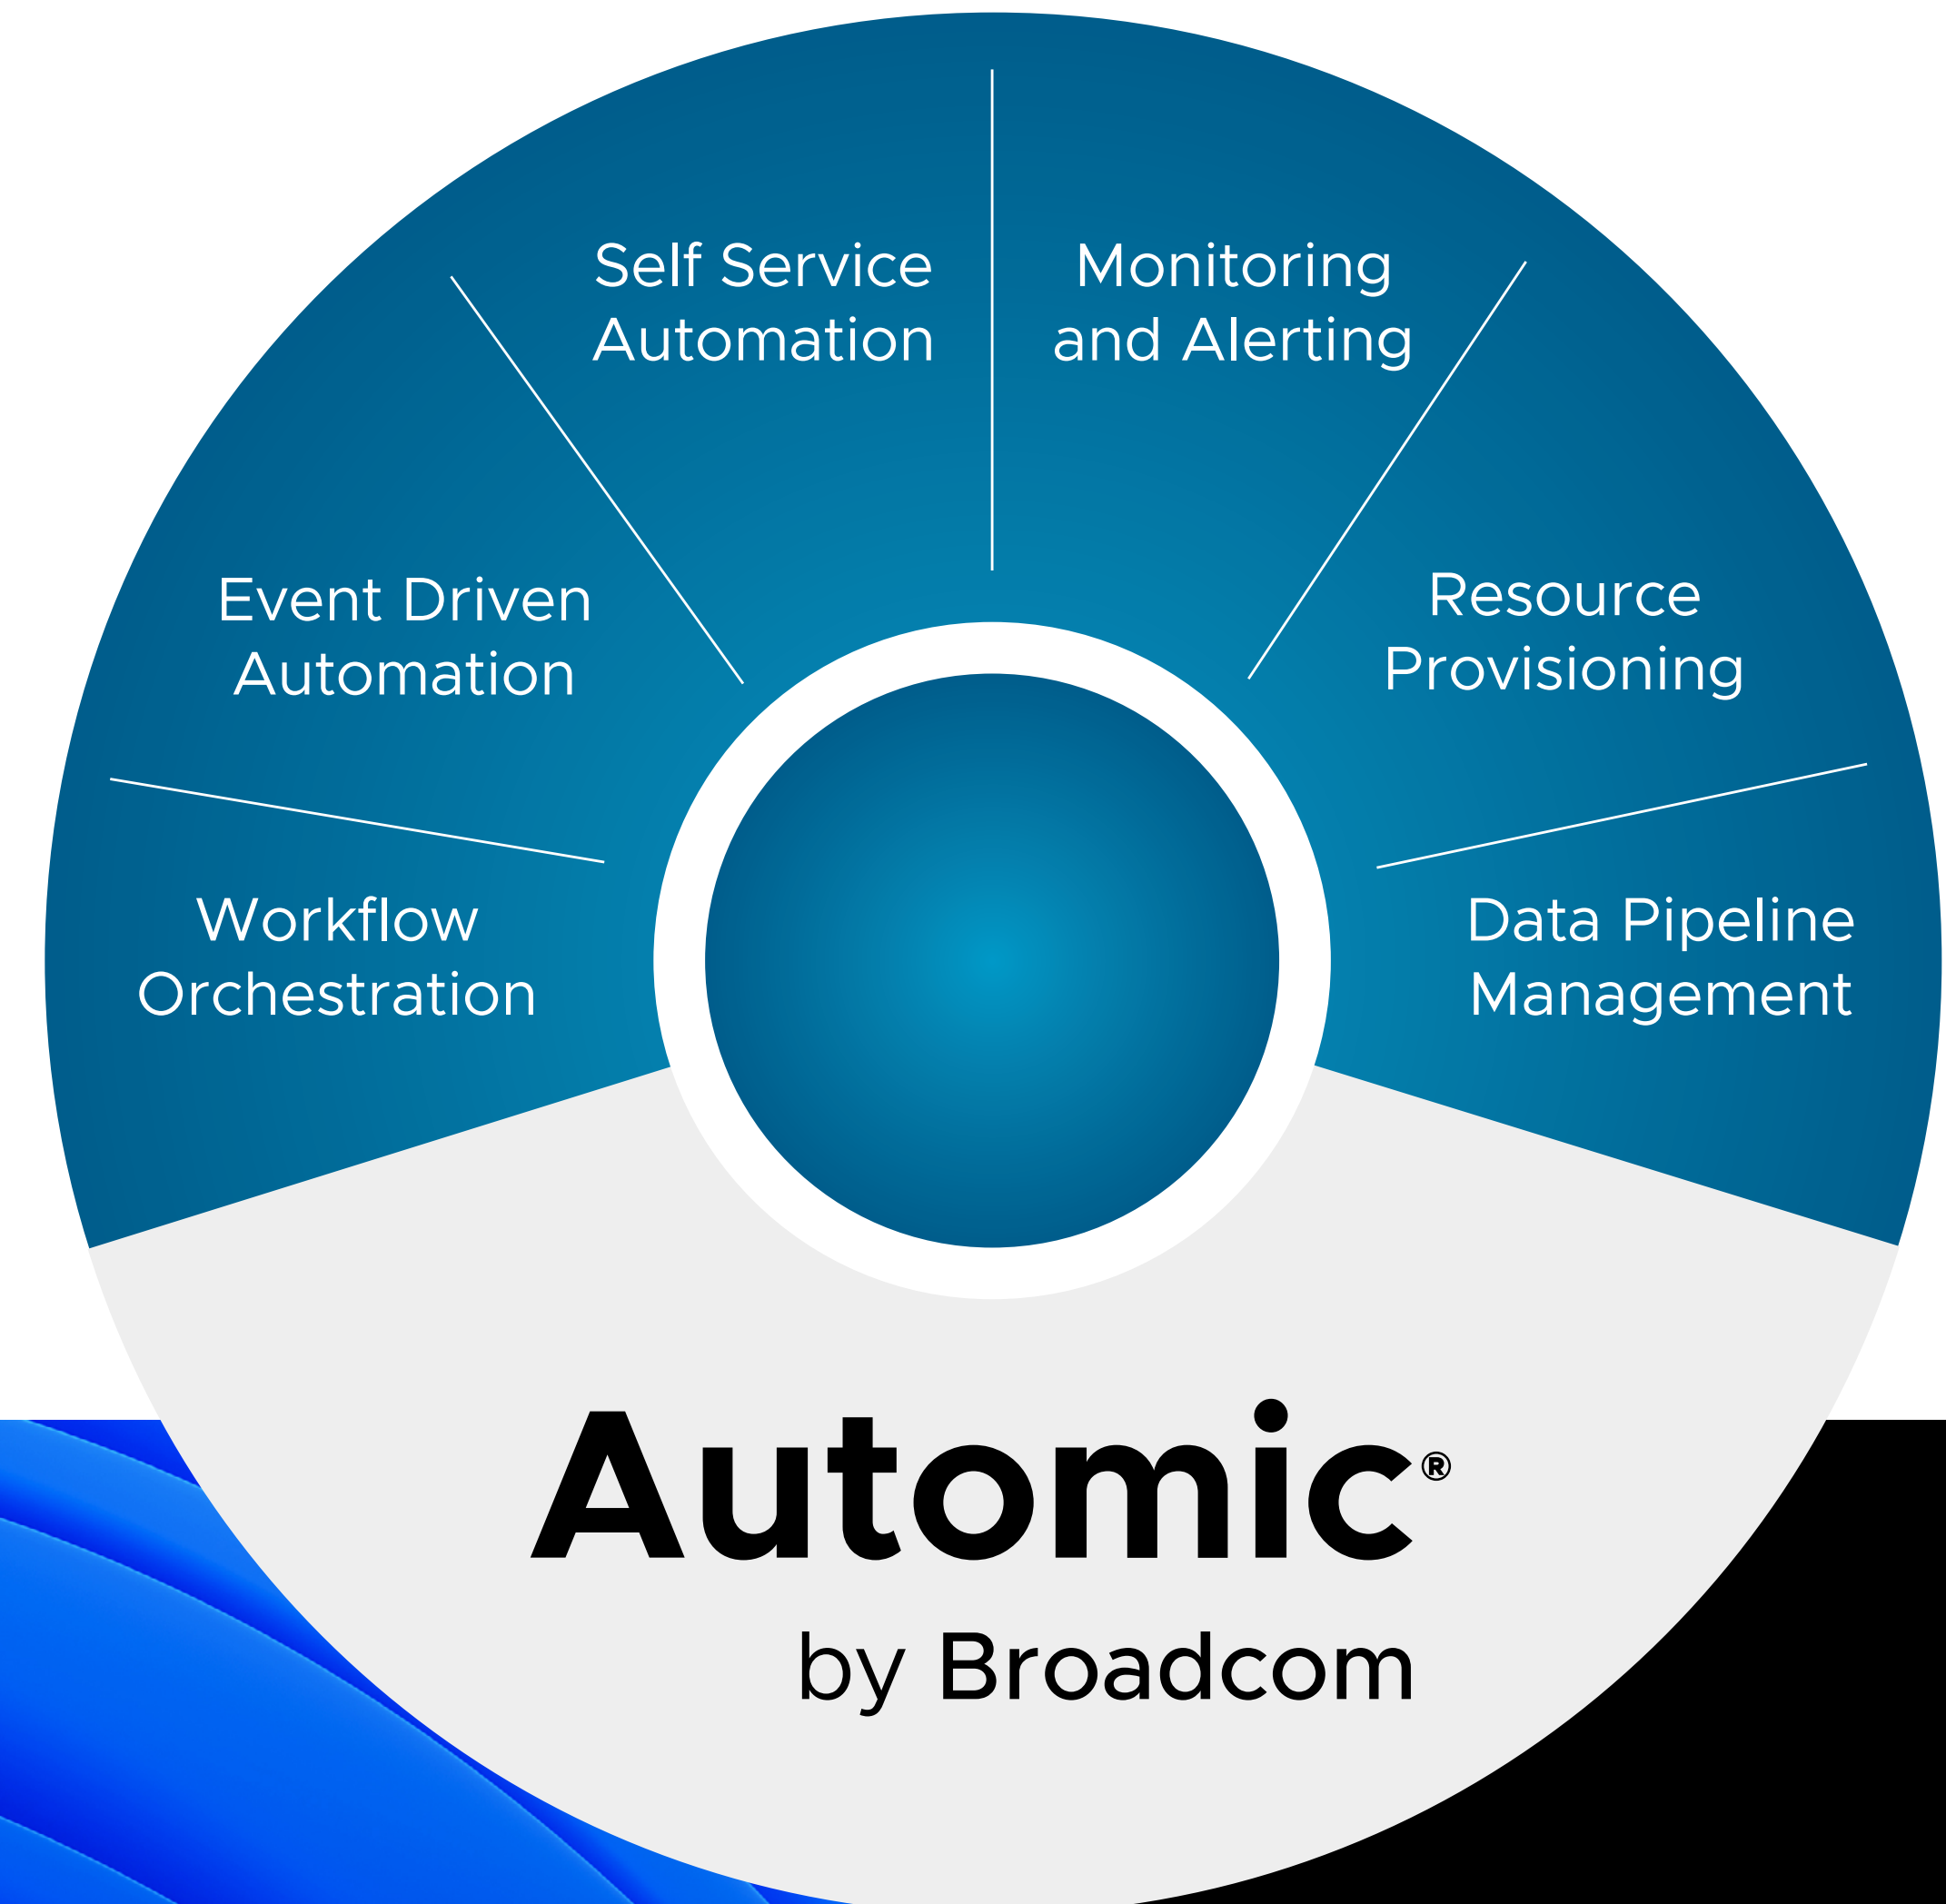 Self Service
Automation
Monitoring
and Alerting
Event Driven
Automation
Resource
Provisioning
Workflow
Orchestration
Data Pipeline
Management
Automic®
by Broadcom